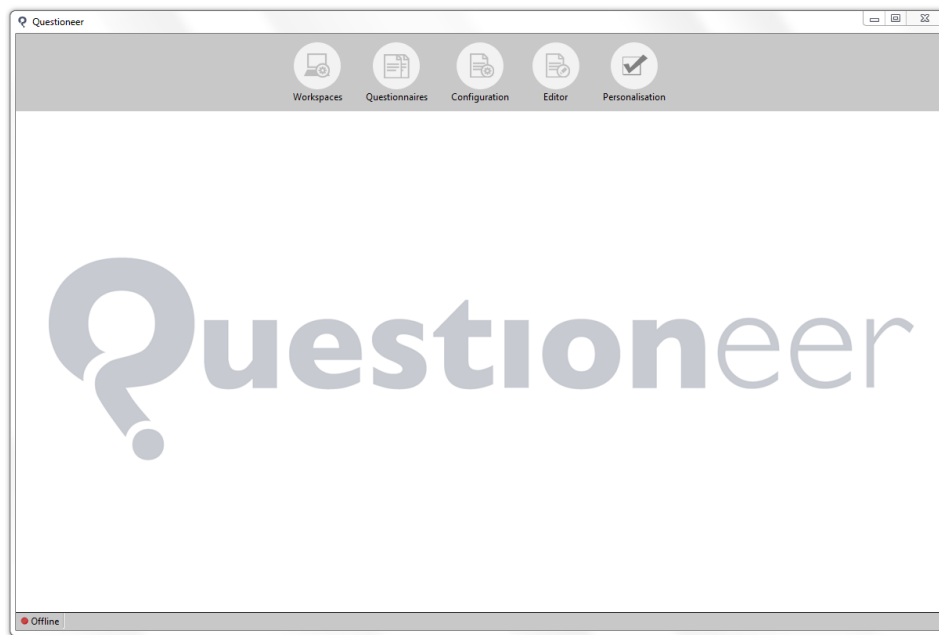 Questioneer
Workspaces Questionnaires Configuration Editor Personalisation
Questioneer
Offline